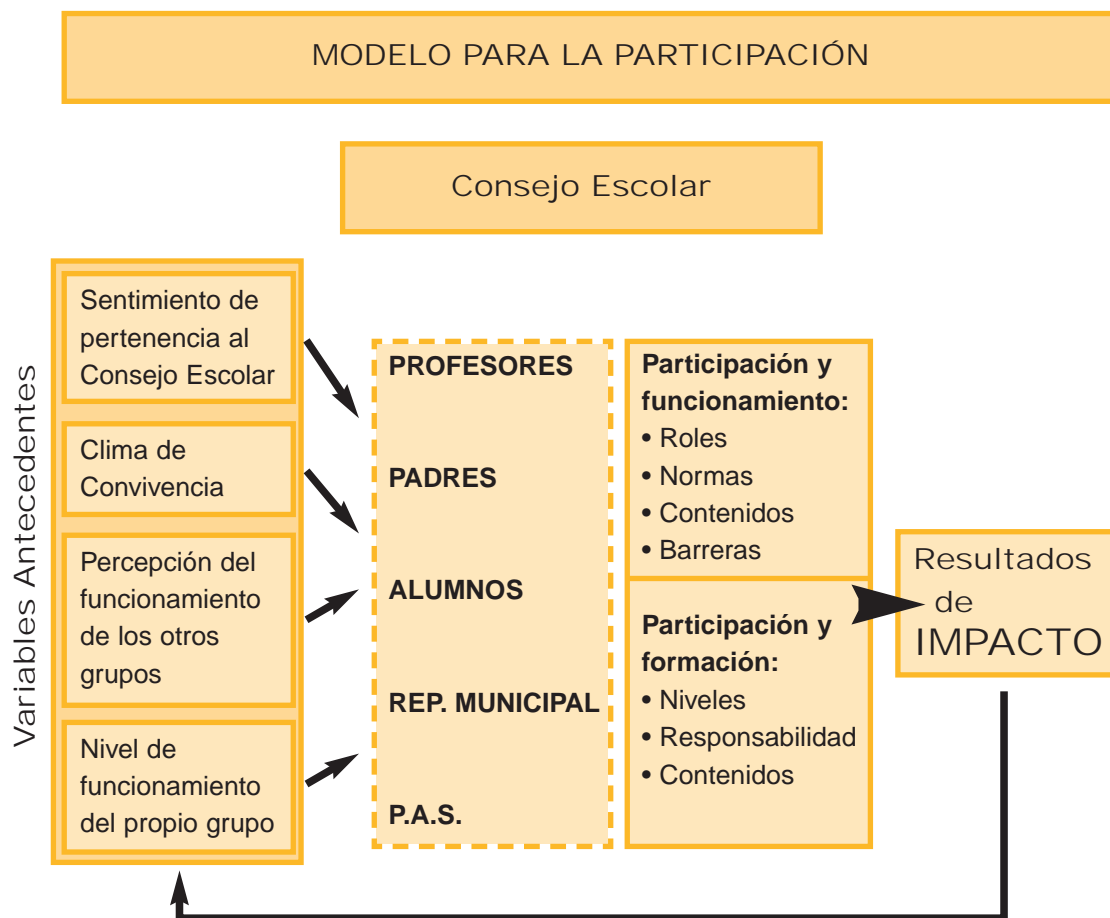 MODELO PARA LA PARTICIPACIÓN
Consejo Escolar
Variables Antecedentes
Sentimiento de
pertenencia al
Consejo Escolar
Clima de
Convivencia
Percepción del
funcionamiento
de los otros
grupos
Nivel de
funcionamiento
del propio grupo
PROFESORES
PADRES
ALUMNOS
REP. MUNICIPAL
P.A.S.
Participación y
funcionamiento:
• Roles
• Normas
• Contenidos
• Barreras
Participación y
formación:
• Niveles
• Responsabilidad
• Contenidos
Resultados
de
IMPACTO